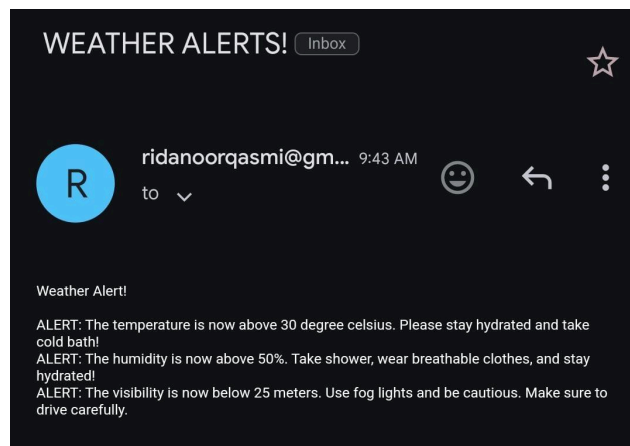 WEATHER ALERTS! Inbox
ridanoorqasmi@gm... 9:43 AM
R
to
Weather Alert!
ALERT: The temperature is now above 30 degree celsius. Please stay hydrated and take
cold bath!
ALERT: The humidity is now above 50%. Take shower, wear breathable clothes, and stay
hydrated!
ALERT: The visibility is now below 25 meters. Use fog lights and be cautious. Make sure to
drive carefully.